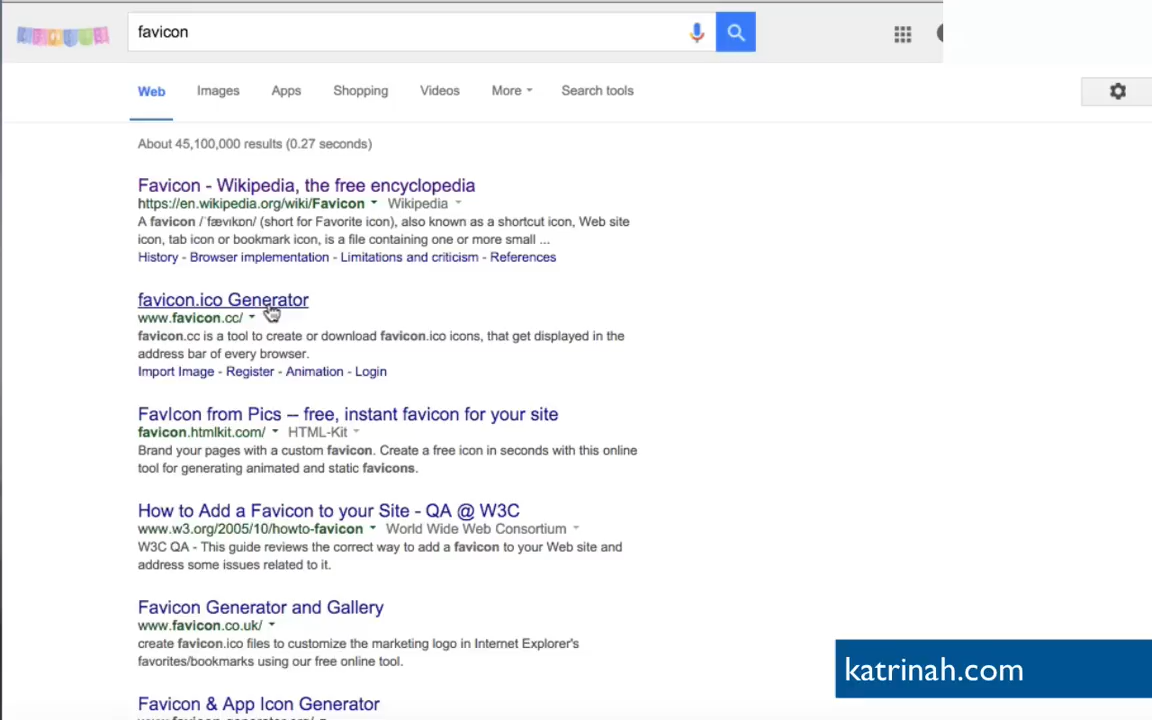 favicon
Web Images Apps Shopping Videos More Search tools
About 45,100,000 results (0.27 seconds)
Favicon - Wikipedia, the free encyclopedia
https://en.wikipedia.org/wiki/Favicon Wikipedia
A favicon /ˈfævɪkɒn/ (short for Favorite icon), also known as a shortcut icon, Web site
icon, tab icon or bookmark icon, is a file containing one or more small ...
History - Browser implementation - Limitations and criticism - References
favicon.ico Generator
www.favicon.cc/
favicon.cc is a tool to create or download favicon.ico icons, that get displayed in the
address bar of every browser.
Import Image - Register - Animation - Login
FavIcon from Pics – free, instant favicon for your site
favicon.htmlkit.com/ HTML-Kit
Brand your pages with a custom favicon. Create a free icon in seconds with this online
tool for generating animated and static favicons.
How to Add a Favicon to your Site - QA @ W3C
www.w3.org/2005/10/howto-favicon World Wide Web Consortium
W3C QA - This guide reviews the correct way to add a favicon to your Web site and
address some issues related to it.
Favicon Generator and Gallery
www.favicon.co.uk/
create favicon.ico files to customize the marketing logo in Internet Explorer's
favorites/bookmarks using our free online tool.
katrinah.com
Favicon & App Icon Generator